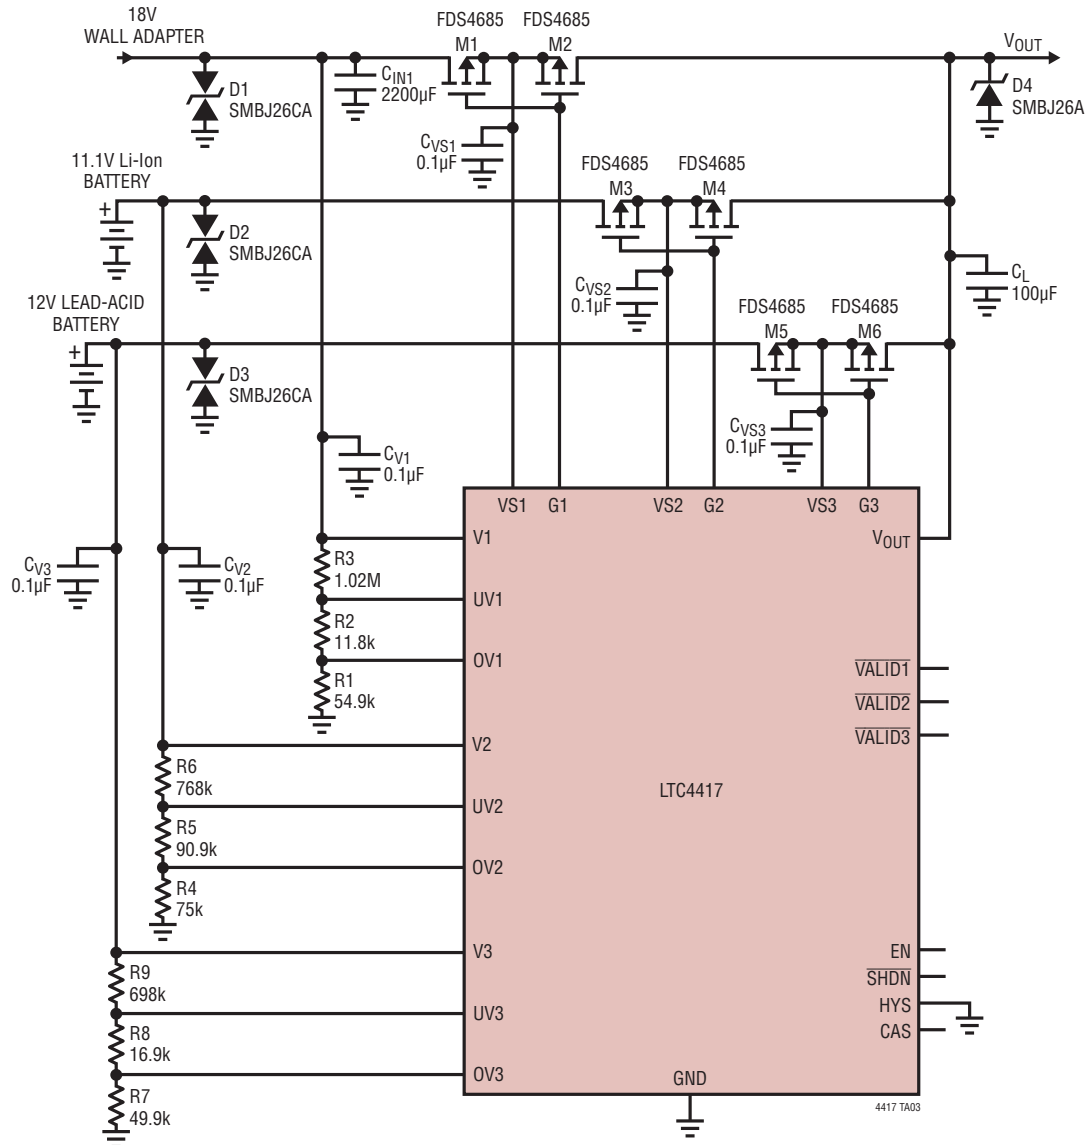 18V
WALL ADAPTER
FDS4685
M1
FDS4685
M2
VOUT
D1
SMBJ26CA
CIN1
2200µF
D4
SMBJ26A
CVS1
0.1µF
11.1V Li-Ion
BATTERY
+
FDS4685
M3
FDS4685
M4
D2
SMBJ26CA
CVS2
0.1µF
CL
100µF
12V LEAD-ACID
BATTERY
+
FDS4685
M5
FDS4685
M6
D3
SMBJ26CA
CVS3
0.1µF
CV1
0.1µF
VS1
G1
VS2
G2
VS3
G3
V1
VOUT
CV3
0.1µF
CV2
0.1µF
R3
1.02M
UV1
R2
11.8k
OV1
R1
54.9k
VALID1
VALID2
VALID3
V2
R6
768k
UV2
R5
90.9k
OV2
R4
75k
LTC4417
V3
R9
698k
UV3
R8
16.9k
OV3
R7
49.9k
EN
SHDN
HYS
CAS
GND
4417 TA03